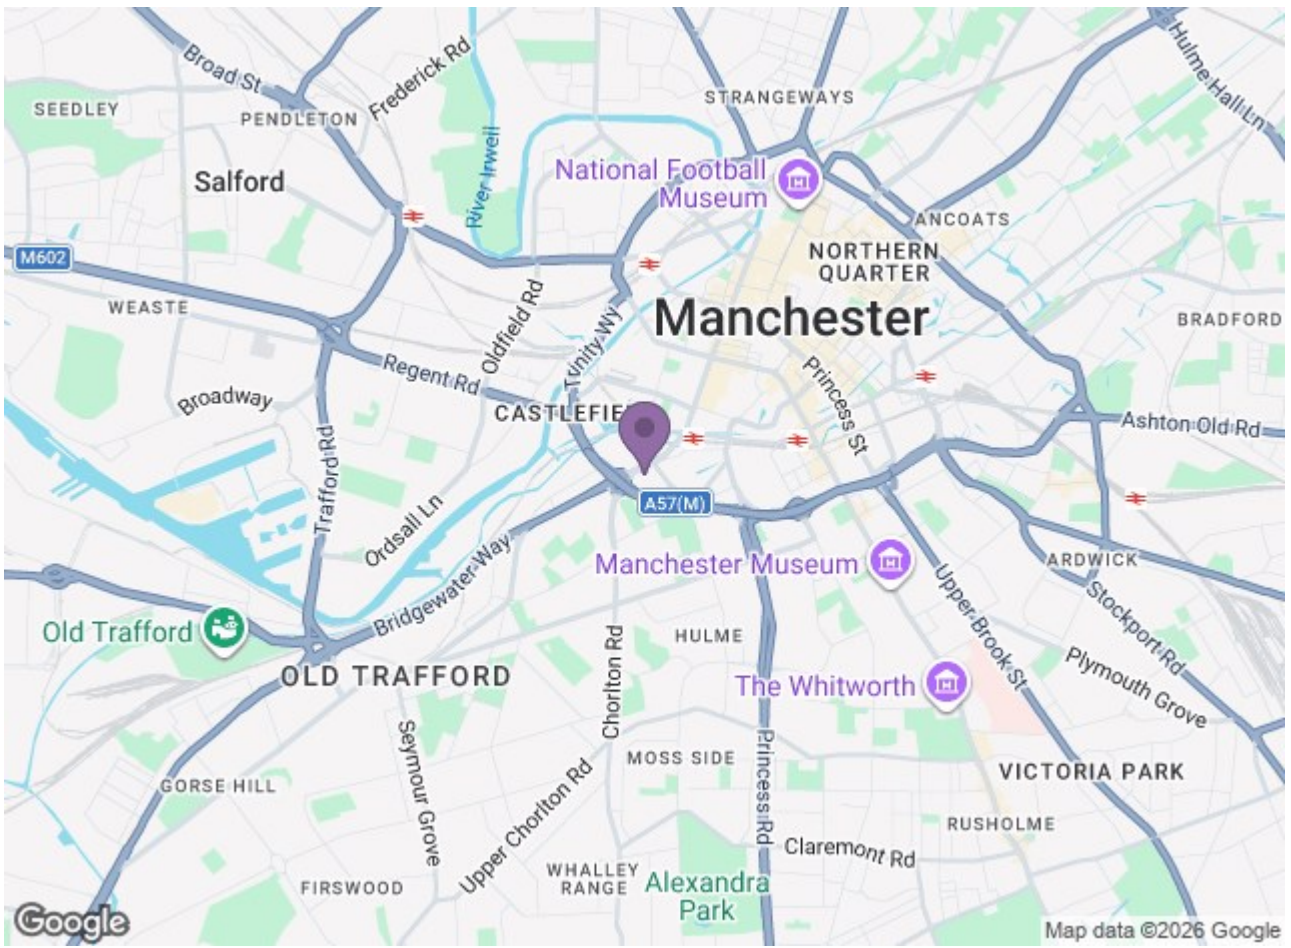 Broad St
Frederick Rd
Hulme Hall Ln
SEEDLEY
PENDLETON
STRANGEWAYS
River Irwell
National Football
Museum
Salford
ANCOATS
NORTHERN
QUARTER
M602
WEASTE
Oldfield Rd
Trinity Wy
Manchester
BRADFORD
Regent Rd
Princess St
Broadway
CASTLEFIE
Ashton Old Rd
Trafford Rd
Ordsall Ln
A57(M)
Bridgewater Way
Manchester Museum
ARDWICK
Upper Brook St
Stockport Rd
Old Trafford
HULME
OLD TRAFFORD
Chorlton Rd
The Whitworth
Plymouth Grove
Seymour Grove
Princess Rd
MOSS SIDE
VICTORIA PARK
GORSE HILL
Upper Chorlton Rd
RUSHOLME
Claremont Rd
WHALLEY
RANGE
FIRSWOOD
Alexandra
Park
Google
Map data ©2026 Google